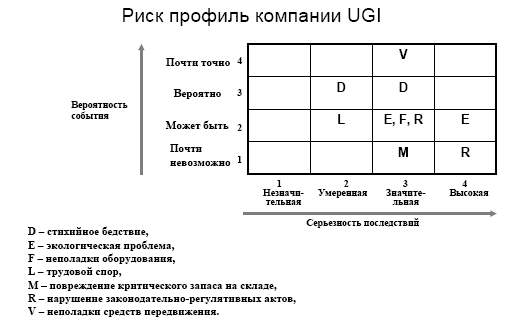 Риск профиль компании UGI
Почти точно 4 V
Вероятность события
Вероятно 3 D D
Может быть 2 L E, F, R E
Почти невозможно 1 M R
1 2 3 4
Незначи- Умеренная Значите- Высокая
тельная льная
Серьезность последствий
D – стихийное бедствие,
E – экологическая проблема,
F – неполадки оборудования,
L – трудовой спор,
M – повреждение критического запаса на складе,
R – нарушение законодательно-регулятивных актов,
V – неполадки средств передвижения.